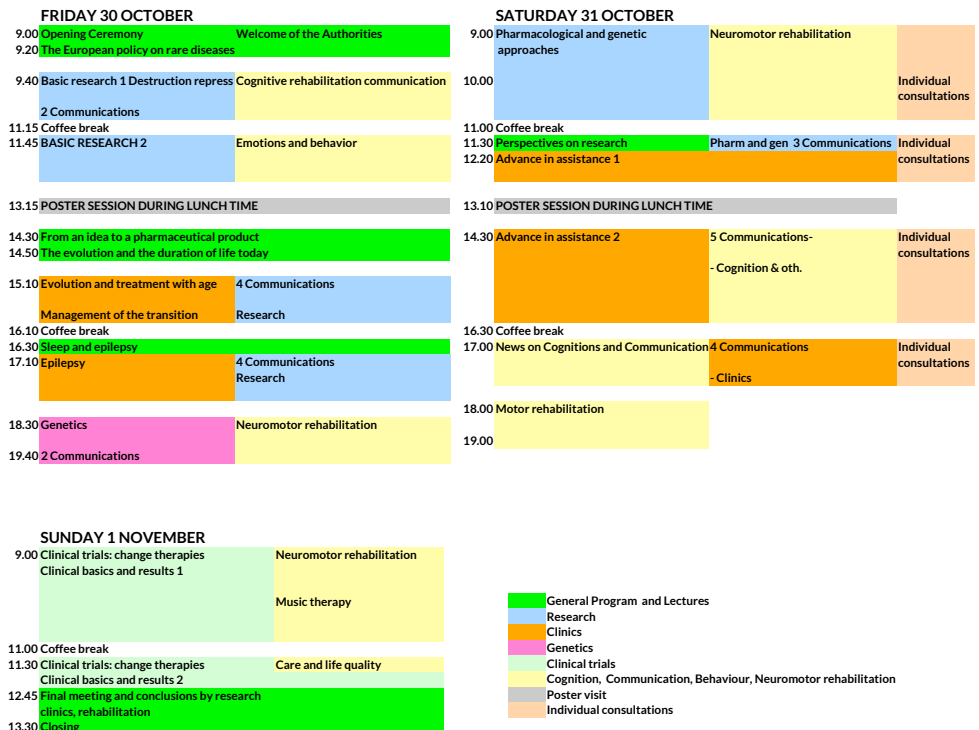 FRIDAY 30 OCTOBER
9.00 Opening Ceremony Welcome of the Authorities
9.20 The European policy on rare diseases
9.40 Basic research 1 Destruction repress Cognitive rehabilitation communication
2 Communications
11.15 Coffee break
11.45 BASIC RESEARCH 2 Emotions and behavior
13.15 POSTER SESSION DURING LUNCH TIME
14.30 From an idea to a pharmaceutical product
14.50 The evolution and the duration of life today
15.10 Evolution and treatment with age 4 Communications
Management of the transition Research
16.10 Coffee break
16.30 Sleep and epilepsy
17.10 Epilepsy 4 Communications
Research
18.30 Genetics Neuromotor rehabilitation
19.40 2 Communications
SATURDAY 31 OCTOBER
9.00 Pharmacological and genetic Neuromotor rehabilitation
approaches
10.00 Individual
consultations
11.00 Coffee break
11.30 Perspectives on research Pharm and gen 3 Communications Individual
12.20 Advance in assistance 1 consultations
13.10 POSTER SESSION DURING LUNCH TIME
14.30 Advance in assistance 2 5 Communications- Individual
consultations
- Cognition & oth.
16.30 Coffee break
17.00 News on Cognitions and Communication 4 Communications Individual
consultations
- Clinics
18.00 Motor rehabilitation
19.00
SUNDAY 1 NOVEMBER
9.00 Clinical trials: change therapies Neuromotor rehabilitation
Clinical basics and results 1
Music therapy
11.00 Coffee break
11.30 Clinical trials: change therapies Care and life quality
Clinical basics and results 2
12.45 Final meeting and conclusions by research
clinics, rehabilitation
13.30 Closing
General Program and Lectures
Research
Clinics
Genetics
Clinical trials
Cognition, Communication, Behaviour, Neuromotor rehabilitation
Poster visit
Individual consultations